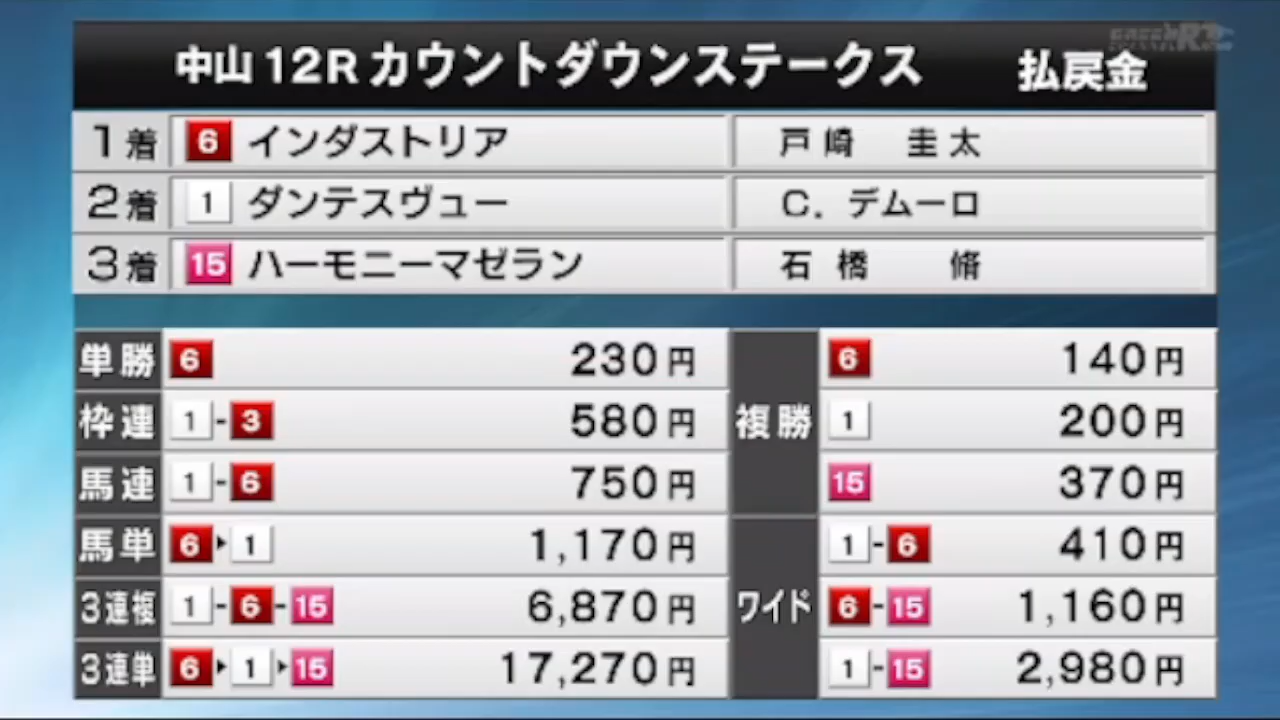 中山12Rカウントダウンステークス 払戻金
1着 6 インダストリア 戸崎 圭太
2着 1 ダンテスヴュー C. デムーロ
3着 15 ハーモニーマゼラン 石橋 脩
単勝 6 230円
枠連 1-3 580円
馬連 1-6 750円
馬単 6▸1 1,170円
3連複 1-6-15 6,870円
3連単 6▸1▸15 17,270円
複勝
6 140円
1 200円
15 370円
ワイド
1-6 410円
6-15 1,160円
1-15 2,980円